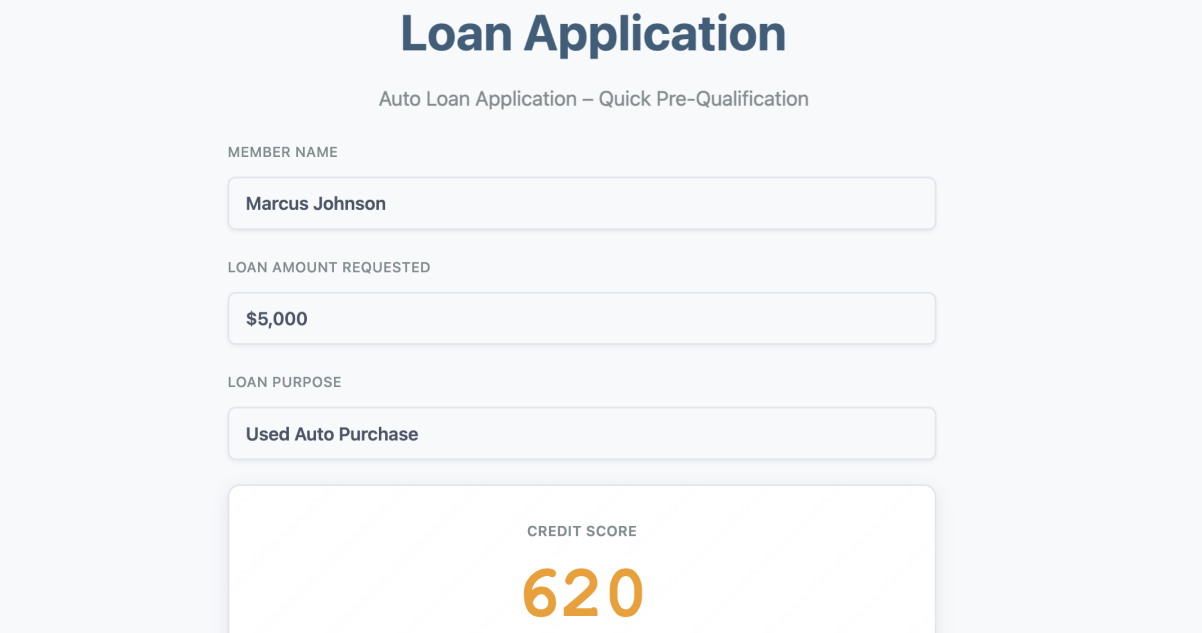 Loan Application
Auto Loan Application – Quick Pre-Qualification
MEMBER NAME
Marcus Johnson
LOAN AMOUNT REQUESTED
$5,000
LOAN PURPOSE
Used Auto Purchase
CREDIT SCORE
620